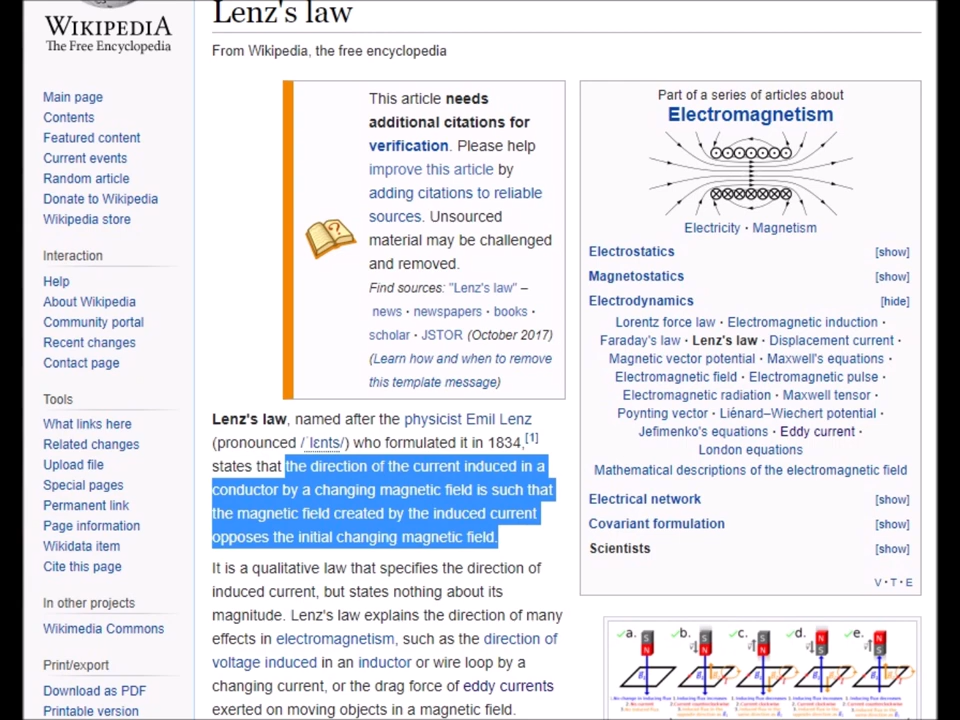 WIKIPEDIA
The Free Encyclopedia
Main page
Contents
Featured content
Current events
Random article
Donate to Wikipedia
Wikipedia store
Interaction
Help
About Wikipedia
Community portal
Recent changes
Contact page
Tools
What links here
Related changes
Upload file
Special pages
Permanent link
Page information
Wikidata item
Cite this page
In other projects
Wikimedia Commons
Print/export
Download as PDF
Printable version
Lenz's law
From Wikipedia, the free encyclopedia
This article needs
additional citations for
verification. Please help
improve this article by
adding citations to reliable
sources. Unsourced
material may be challenged
and removed.
Find sources: "Lenz's law" –
news · newspapers · books ·
scholar · JSTOR (October 2017)
(Learn how and when to remove
this template message)
Lenz's law, named after the physicist Emil Lenz
(pronounced /ˈlɛnts/) who formulated it in 1834,[1]
states that the direction of the current induced in a
conductor by a changing magnetic field is such that
the magnetic field created by the induced current
opposes the initial changing magnetic field.
It is a qualitative law that specifies the direction of
induced current, but states nothing about its
magnitude. Lenz's law explains the direction of many
effects in electromagnetism, such as the direction of
voltage induced in an inductor or wire loop by a
changing current, or the drag force of eddy currents
exerted on moving objects in a magnetic field.
Part of a series of articles about
Electromagnetism
Electricity · Magnetism
Electrostatics [show]
Magnetostatics [show]
Electrodynamics [hide]
Lorentz force law · Electromagnetic induction ·
Faraday's law · Lenz's law · Displacement current ·
Magnetic vector potential · Maxwell's equations ·
Electromagnetic field · Electromagnetic pulse ·
Electromagnetic radiation · Maxwell tensor ·
Poynting vector · Liénard–Wiechert potential ·
Jefimenko's equations · Eddy current ·
London equations
Mathematical descriptions of the electromagnetic field
Electrical network [show]
Covariant formulation [show]
Scientists [show]
V · T · E
a. b. c. d. e.
S S S N N
N N N S S